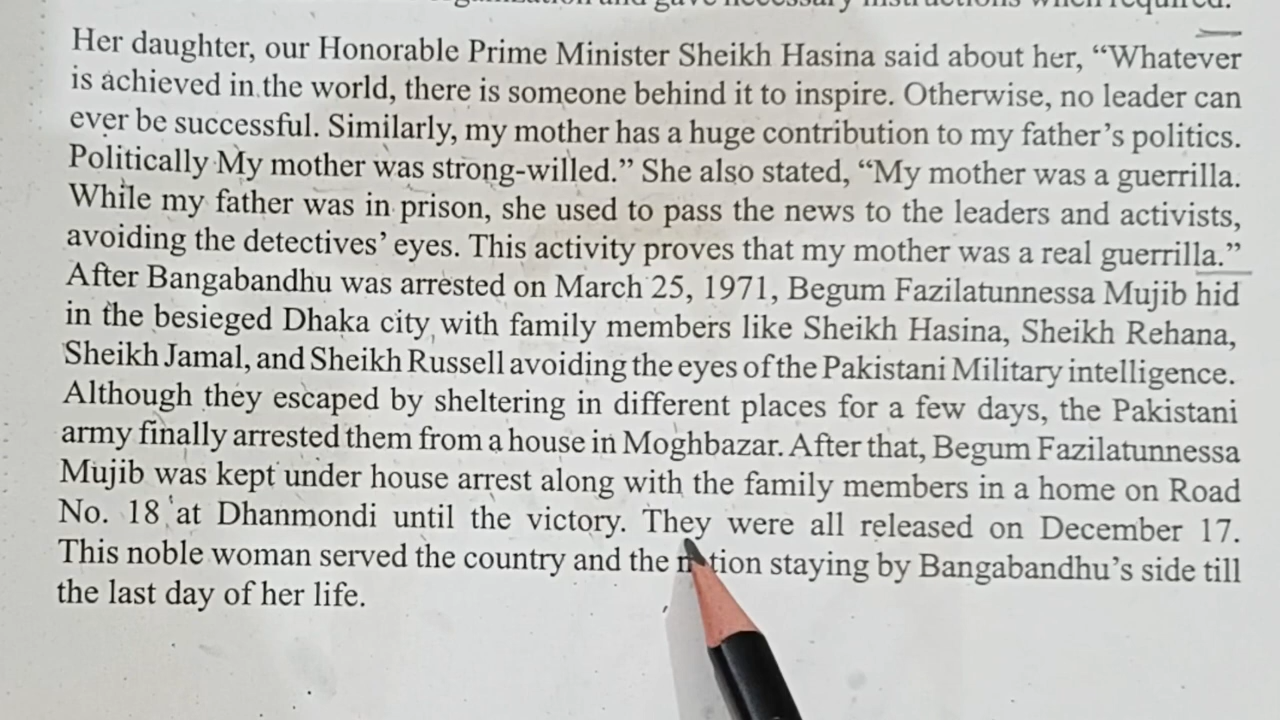 and gave necessary instructions when required.
Her daughter, our Honorable Prime Minister Sheikh Hasina said about her, “Whatever
is achieved in the world, there is someone behind it to inspire. Otherwise, no leader can
ever be successful. Similarly, my mother has a huge contribution to my father’s politics.
Politically My mother was strong-willed.” She also stated, “My mother was a guerrilla.
While my father was in prison, she used to pass the news to the leaders and activists,
avoiding the detectives’ eyes. This activity proves that my mother was a real guerrilla.”
After Bangabandhu was arrested on March 25, 1971, Begum Fazilatunnessa Mujib hid
in the besieged Dhaka city with family members like Sheikh Hasina, Sheikh Rehana,
Sheikh Jamal, and Sheikh Russell avoiding the eyes of the Pakistani Military intelligence.
Although they escaped by sheltering in different places for a few days, the Pakistani
army finally arrested them from a house in Moghbazar. After that, Begum Fazilatunnessa
Mujib was kept under house arrest along with the family members in a home on Road
No. 18 at Dhanmondi until the victory. They were all released on December 17.
This noble woman served the country and the nation staying by Bangabandhu’s side till
the last day of her life.